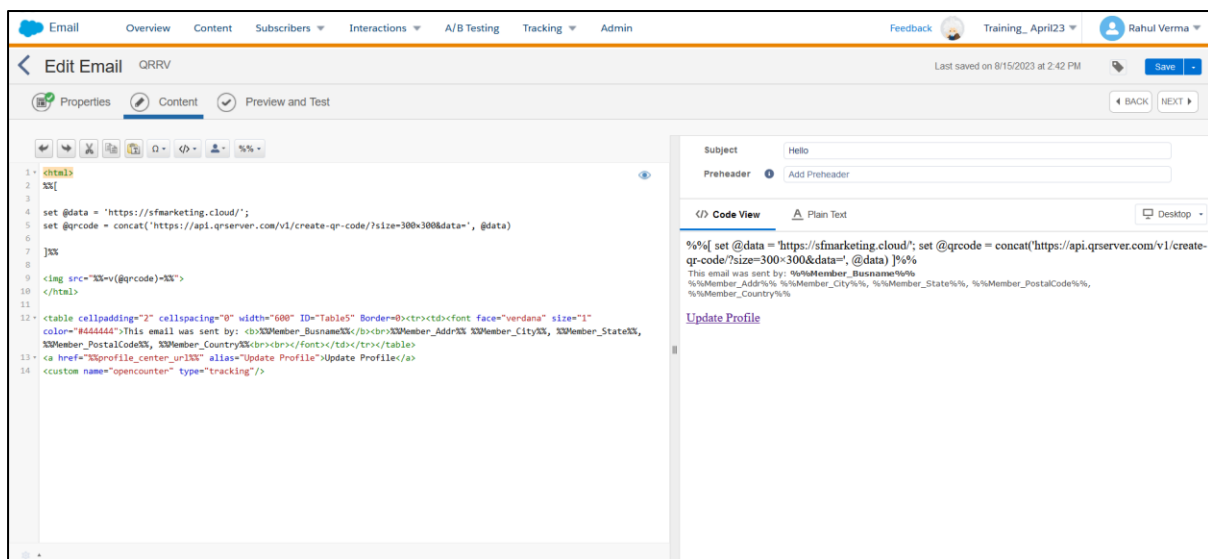 Email Overview Content Subscribers Interactions A/B Testing Tracking Admin Feedback Training_ April23 Rahul Verma
Edit Email QRRV Last saved on 8/15/2023 at 2:42 PM Save
Properties Content Preview and Test BACK NEXT
Ω </> %%
1 <html>
2 %%[
3
4 set @data = 'https://sfmarketing.cloud/';
5 set @qrcode = concat('https://api.qrserver.com/v1/create-qr-code/?size=300×300&data=', @data)
6
7 ]%%
8
9 <img src="%%=v(@qrcode)=%%">
10 </html>
11
12 <table cellpadding="2" cellspacing="0" width="600" ID="Table5" Border=0><tr><td><font face="verdana" size="1"
color="#444444">This email was sent by: <b>%%Member_Busname%%</b><br>%%Member_Addr%% %%Member_City%%, %%Member_State%%,
%%Member_PostalCode%%, %%Member_Country%%<br><br></font></td></tr></table>
13 <a href="%%profile_center_url%%" alias="Update Profile">Update Profile</a>
14 <custom name="opencounter" type="tracking"/>
Subject Hello
Preheader Add Preheader
</> Code View A Plain Text Desktop
%%[ set @data = 'https://sfmarketing.cloud/'; set @qrcode = concat('https://api.qrserver.com/v1/create-
qr-code/?size=300×300&data=', @data) ]%%
This email was sent by: %%Member_Busname%%
%%Member_Addr%% %%Member_City%%, %%Member_State%%, %%Member_PostalCode%%,
%%Member_Country%%
Update Profile